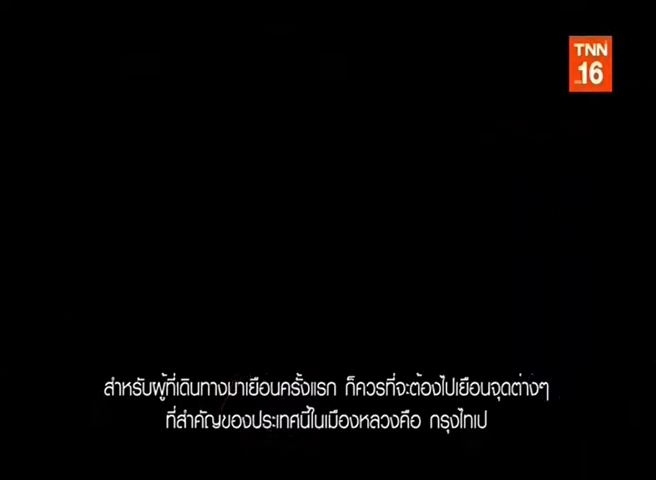 TNN
16
สำหรับผู้ที่เดินทางมาเยือนครั้งแรก ก็ควรที่จะต้องไปเยือนจุดต่างๆ
ที่สำคัญของประเทศนี้ในเมืองหลวงคือ กรุงไทเป